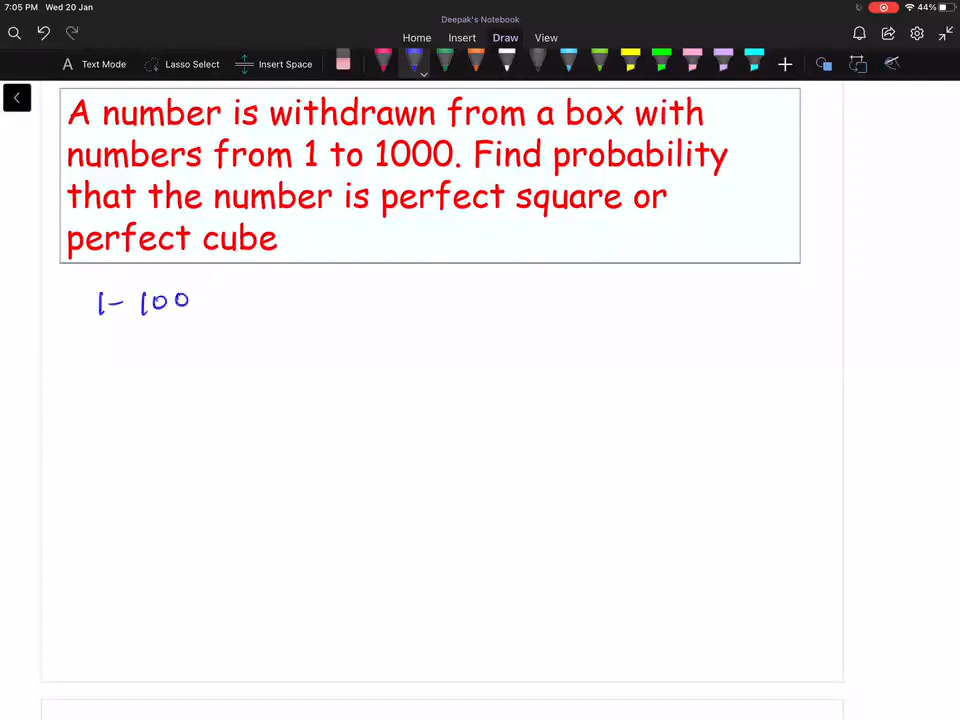 7:05 PM Wed 20 Jan
44%
Deepak's Notebook
Home Insert Draw View
A Text Mode Lasso Select Insert Space
A number is withdrawn from a box with
numbers from 1 to 1000. Find probability
that the number is perfect square or
perfect cube
1- 100